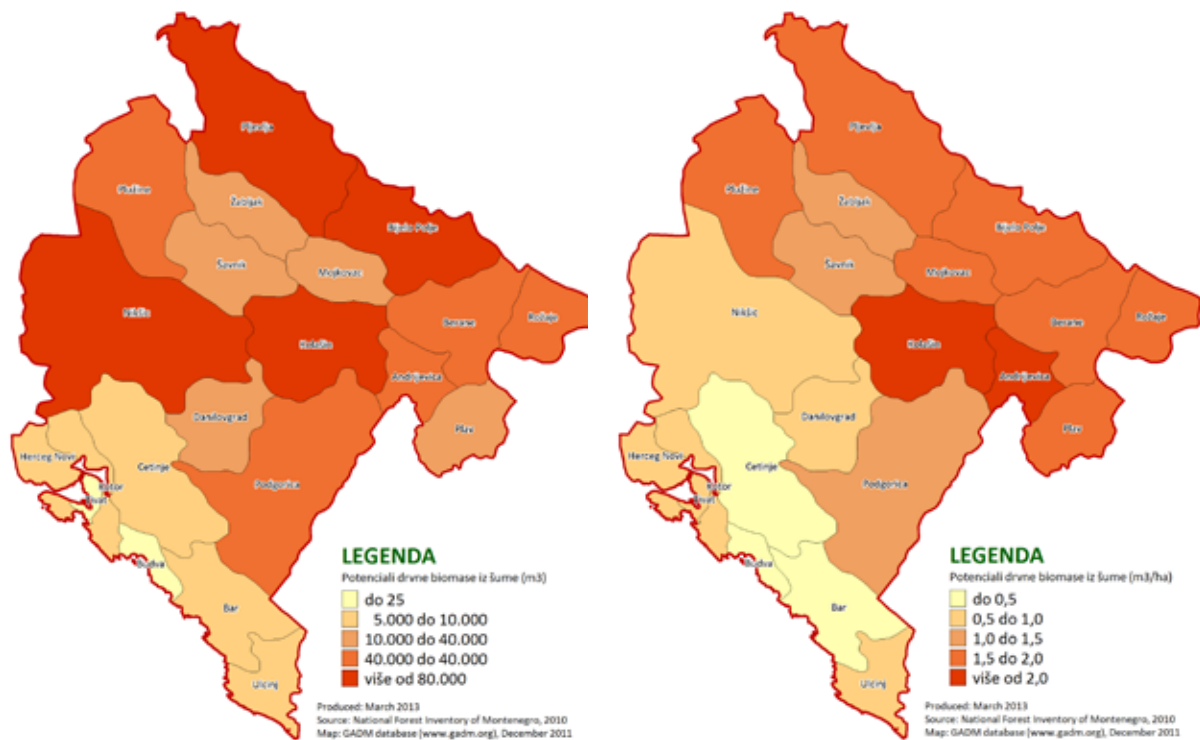 Pljevlja
Plužine
Žabljak
Bijelo Polje
Šavnik
Mojkovac
Nikšic
Kolašin
Berane
Rožaje
Andrijevica
Danilovgrad
Plav
Herceg Novi
Cetinje
Kotor
Tivat
Podgorica
Budva
Bar
Ulcinj
LEGENDA
Potenciali drvne biomase iz šume (m3)
do 25
5.000 do 10.000
10.000 do 40.000
40.000 do 40.000
više od 80.000
Produced: March 2013
Source: National Forest Inventory of Montenegro, 2010
Map: GADM database (www.gadm.org), December 2011
Pljevlja
Plužine
Žabljak
Bijelo Polje
Šavnik
Mojkovac
Nikšic
Kolašin
Berane
Rožaje
Andrijevica
Danilovgrad
Plav
Herceg Novi
Cetinje
Kotor
Tivat
Podgorica
Budva
Bar
Ulcinj
LEGENDA
Potenciali drvne biomase iz šume (m3/ha)
do 0,5
0,5 do 1,0
1,0 do 1,5
1,5 do 2,0
više od 2,0
Produced: March 2013
Source: National Forest Inventory of Montenegro, 2010
Map: GADM database (www.gadm.org), December 2011